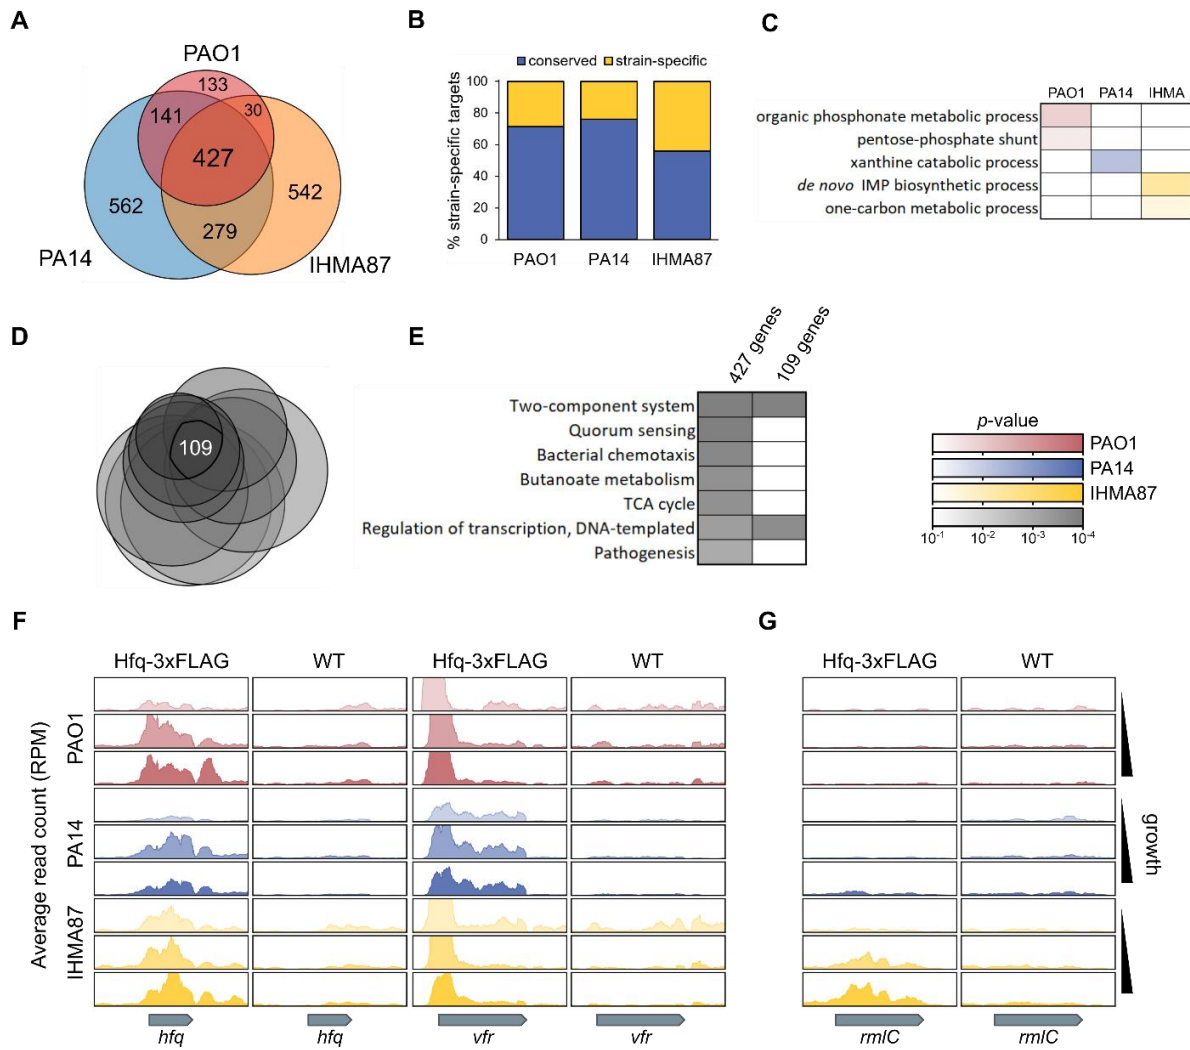 A
PAO1
133
141
30
427
562
542
279
PA14
IHMA87
B
conserved strain-specific
% strain-specific targets
100
80
60
40
20
0
PAO1 PA14 IHMA87
C
PAO1 PA14 IHMA
organic phosphonate metabolic process
pentose-phosphate shunt
xanthine catabolic process
de novo IMP biosynthetic process
one-carbon metabolic process
D
109
E
427 genes
109 genes
Two-component system
Quorum sensing
Bacterial chemotaxis
Butanoate metabolism
TCA cycle
Regulation of transcription, DNA-templated
Pathogenesis
p-value
PAO1
PA14
IHMA87
10⁻¹ 10⁻² 10⁻³ 10⁻⁴
F
Hfq-3xFLAG WT Hfq-3xFLAG WT
Average read count (RPM)
PAO1
PA14
IHMA87
hfq hfq vfr vfr
G
Hfq-3xFLAG WT
growth
rmlC rmlC